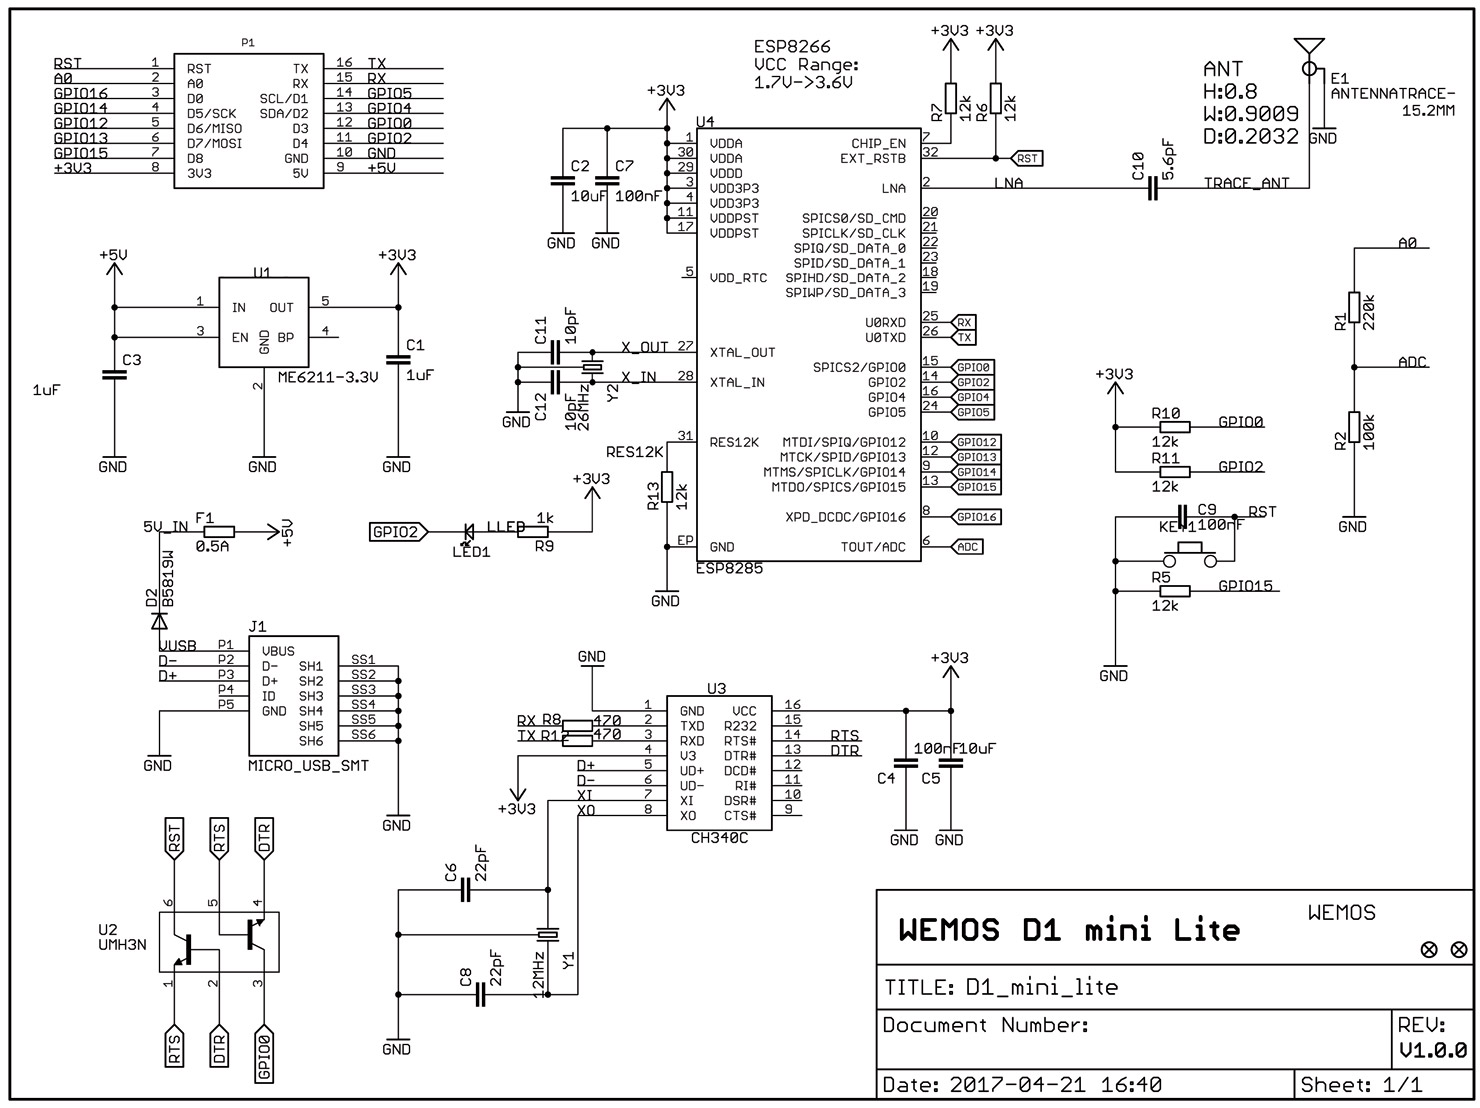 P1
RST 1 RST TX 16 TX
A0 2 A0 RX 15 RX
GPIO16 3 D0 SCL/D1 14 GPIO5
GPIO14 4 D5/SCK SDA/D2 13 GPIO4
GPIO12 5 D6/MISO D3 12 GPIO0
GPIO13 6 D7/MOSI D4 11 GPIO2
GPIO15 7 D8 GND 10 GND
+3V3 8 3V3 5V 9 +5V
ESP8266
VCC Range:
1.7V->3.6V
+3V3
+3V3
R7
12k
R6
12k
RST
ANT
H:0.8
W:0.9009
D:0.2032
E1
ANTENNATRACE-
15.2MM
GND
C10
5.6pF
LNA
TRACE_ANT
+3V3
C2
10uF
C7
100nF
GND
GND
U4
1 VDDA CHIP_EN 7
30 VDDA EXT_RSTB 32
29 VDDD
3 VDD3P3 LNA 2
4 VDD3P3
11 VDDPST SPICS0/SD_CMD 20
17 VDDPST SPICLK/SD_CLK 21
SPIQ/SD_DATA_0 22
SPID/SD_DATA_1 23
5 VDD_RTC SPIHD/SD_DATA_2 18
SPIWP/SD_DATA_3 19
U0RXD 25 RX
U0TXD 26 TX
X_OUT 27 XTAL_OUT
SPICS2/GPIO0 15 GPIO0
X_IN 28 XTAL_IN GPIO2 14 GPIO2
GPIO4 16 GPIO4
GPIO5 24 GPIO5
31 RES12K MTDI/SPIQ/GPIO12 10 GPIO12
MTCK/SPID/GPIO13 12 GPIO13
MTMS/SPICLK/GPIO14 9 GPIO14
MTDO/SPICS/GPIO15 13 GPIO15
XPD_DCDC/GPIO16 8 GPIO16
EP GND TOUT/ADC 6 ADC
ESP8285
RES12K
R13
12k
GND
C11
10pF
C12
10pF
26MHz
Y2
GND
+5V
+3V3
U1
1 IN OUT 5
3 EN GND BP 4
2
ME6211-3.3V
C3
1uF
C1
1uF
GND
GND
GND
A0
R1
220k
ADC
R2
100k
GND
+3V3
R10
12k
GPIO0
R11
12k
GPIO2
C9
100nF
RST
KEY1
R5
12k
GPIO15
GND
5V_IN
F1
0.5A
+5V
D2
B5819W
GPIO2
LED1
LLED
1k
R9
+3V3
J1
VUSB P1 VBUS
D- P2 D- SH1 SS1
D+ P3 D+ SH2 SS2
P4 ID SH3 SS3
P5 GND SH4 SS4
SH5 SS5
SH6 SS6
MICRO_USB_SMT
GND
GND
GND
+3V3
U3
1 GND VCC 16
RX R8 470 2 TXD R232 15
TX R12 470 3 RXD RTS# 14 RTS
4 V3 DTR# 13 DTR
D+ 5 UD+ DCD# 12
D- 6 UD- RI# 11
XI 7 XI DSR# 10
XO 8 XO CTS# 9
CH340C
+3V3
100nF
10uF
C4
C5
GND
GND
C6
22pF
C8
22pF
12MHz
Y1
GND
RST
RTS
DTR
6
5
4
U2
UMH3N
1
2
3
RTS
DTR
GPIO0
WEMOS D1 mini Lite
WEMOS
TITLE: D1_mini_lite
Document Number:
REV:
V1.0.0
Date: 2017-04-21 16:40
Sheet: 1/1